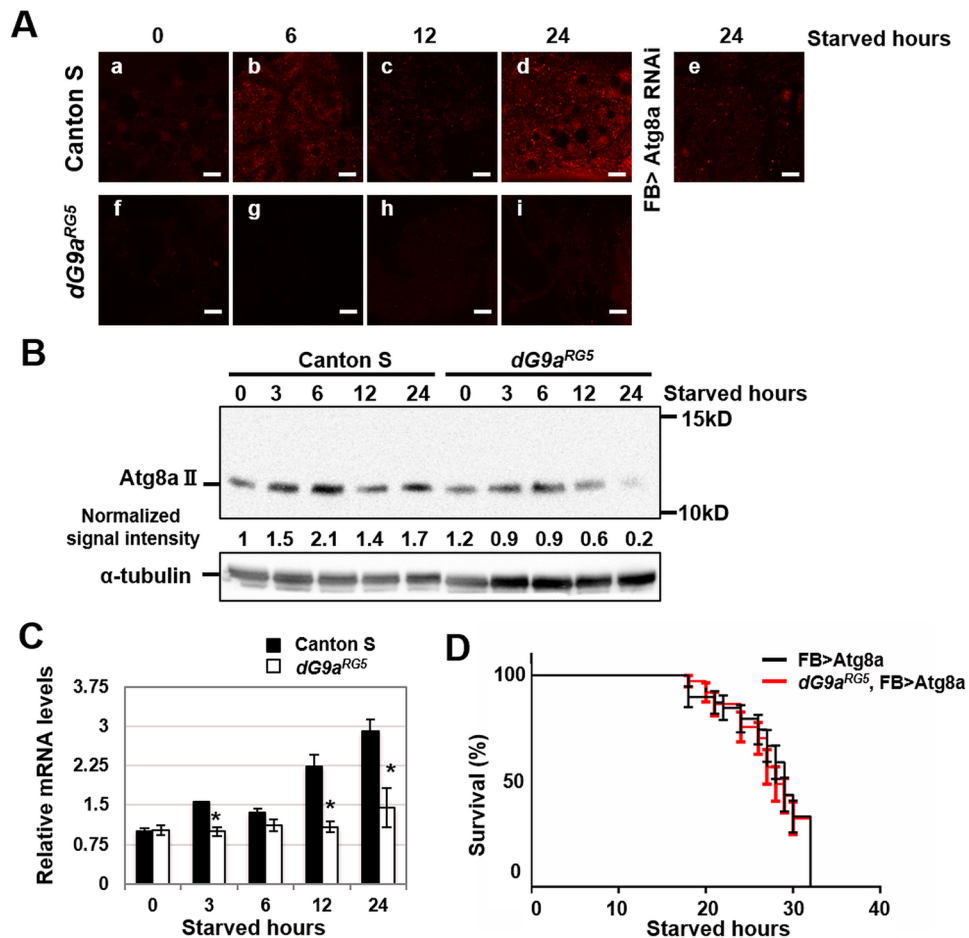 A
0 6 12 24 24 Starved hours
Canton S
a b c d
FB> Atg8a RNAi
e
dG9aRG5
f g h i
B
Canton S dG9aRG5
0 3 6 12 24 0 3 6 12 24 Starved hours
15kD
Atg8a II
10kD
Normalized
signal intensity 1 1.5 2.1 1.4 1.7 1.2 0.9 0.9 0.6 0.2
α-tubulin
C
Canton S
dG9aRG5
Relative mRNA levels
3.75
3
2.25
1.5
0.75
0
* * *
0 3 6 12 24
Starved hours
D
FB>Atg8a
dG9aRG5, FB>Atg8a
Survival (%)
100
50
0
0 10 20 30 40
Starved hours